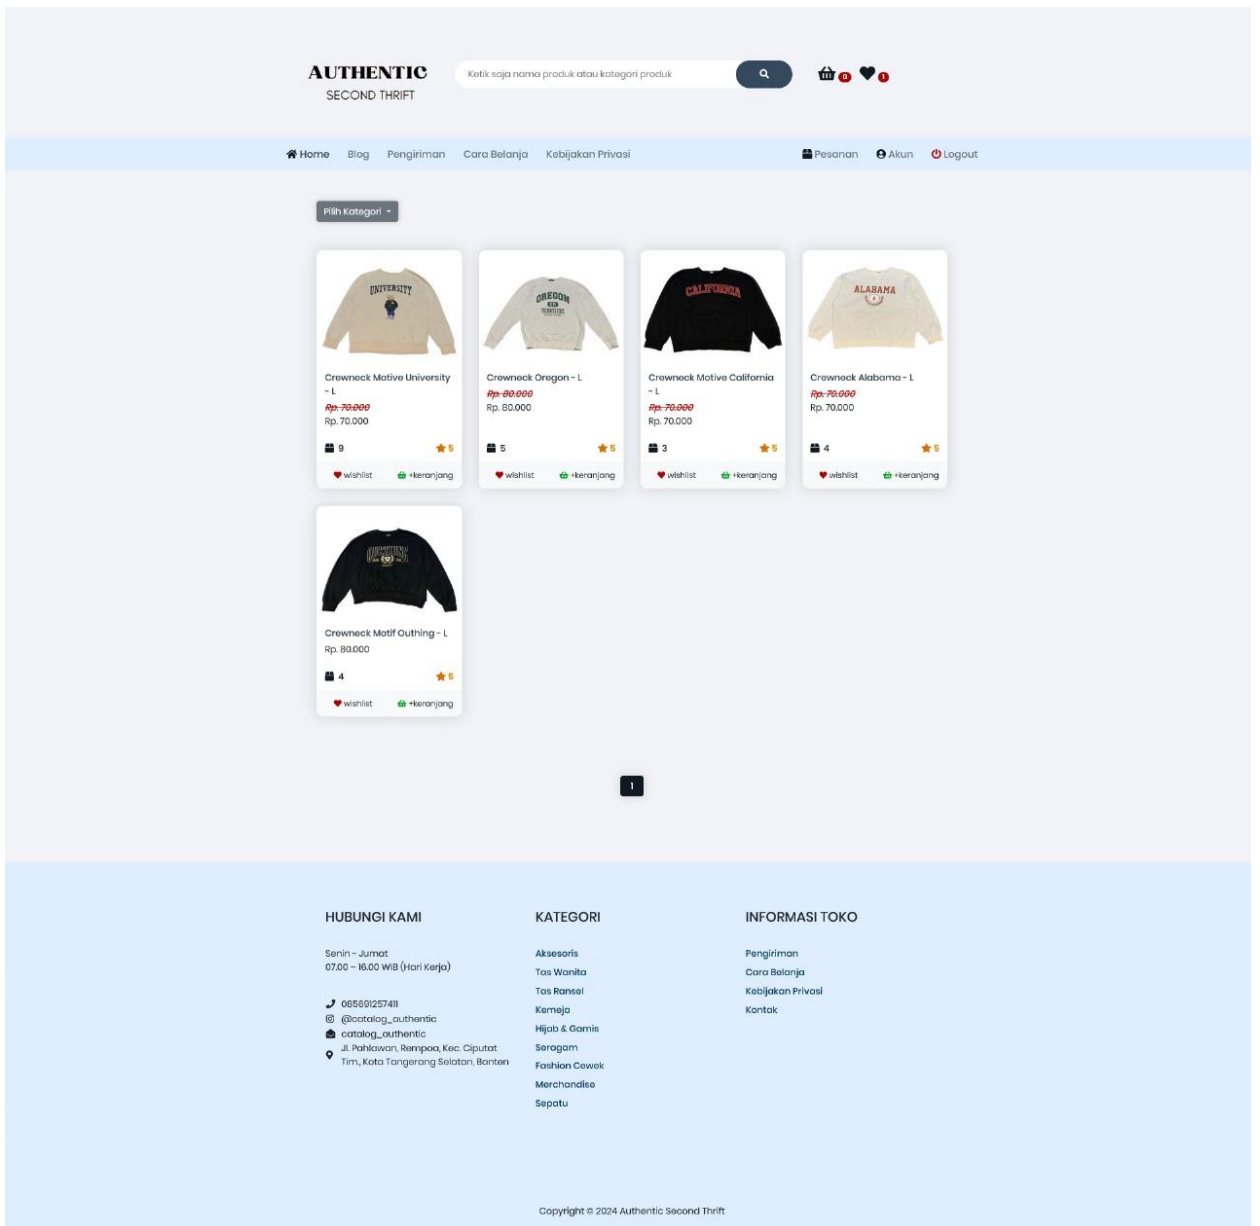 AUTHENTIC
SECOND THRIFT
Ketik saja nama produk atau kategori produk
0
1
Home Blog Pengiriman Cara Belanja Kebijakan Privasi Pesanan Akun Logout
Pilih Kategori
UNIVERSITY
OREGON
CALIFORNIA
ALABAMA
Crewneck Motive University
- L
Rp. 70.000
Rp. 70.000
9 5
wishlist +keranjang
Crewneck Oregon - L
Rp. 80.000
Rp. 80.000
5 5
wishlist +keranjang
Crewneck Motive California
- L
Rp. 70.000
Rp. 70.000
3 5
wishlist +keranjang
Crewneck Alabama - L
Rp. 70.000
Rp. 70.000
4 5
wishlist +keranjang
Crewneck Motif Outhing - L
Rp. 80.000
4 5
wishlist +keranjang
1
HUBUNGI KAMI
Senin - Jumat
07.00 – 16.00 WIB (Hari Kerja)
085691257411
@catalog_authentic
catalog_authentic
Jl. Pahlawan, Rempoa, Kec. Ciputat
Tim., Kota Tangerang Selatan, Banten
KATEGORI
Aksesoris
Tas Wanita
Tas Ransel
Kemeja
Hijab & Gamis
Seragam
Fashion Cewek
Merchandise
Sepatu
INFORMASI TOKO
Pengiriman
Cara Belanja
Kebijakan Privasi
Kontak
Copyright © 2024 Authentic Second Thrift